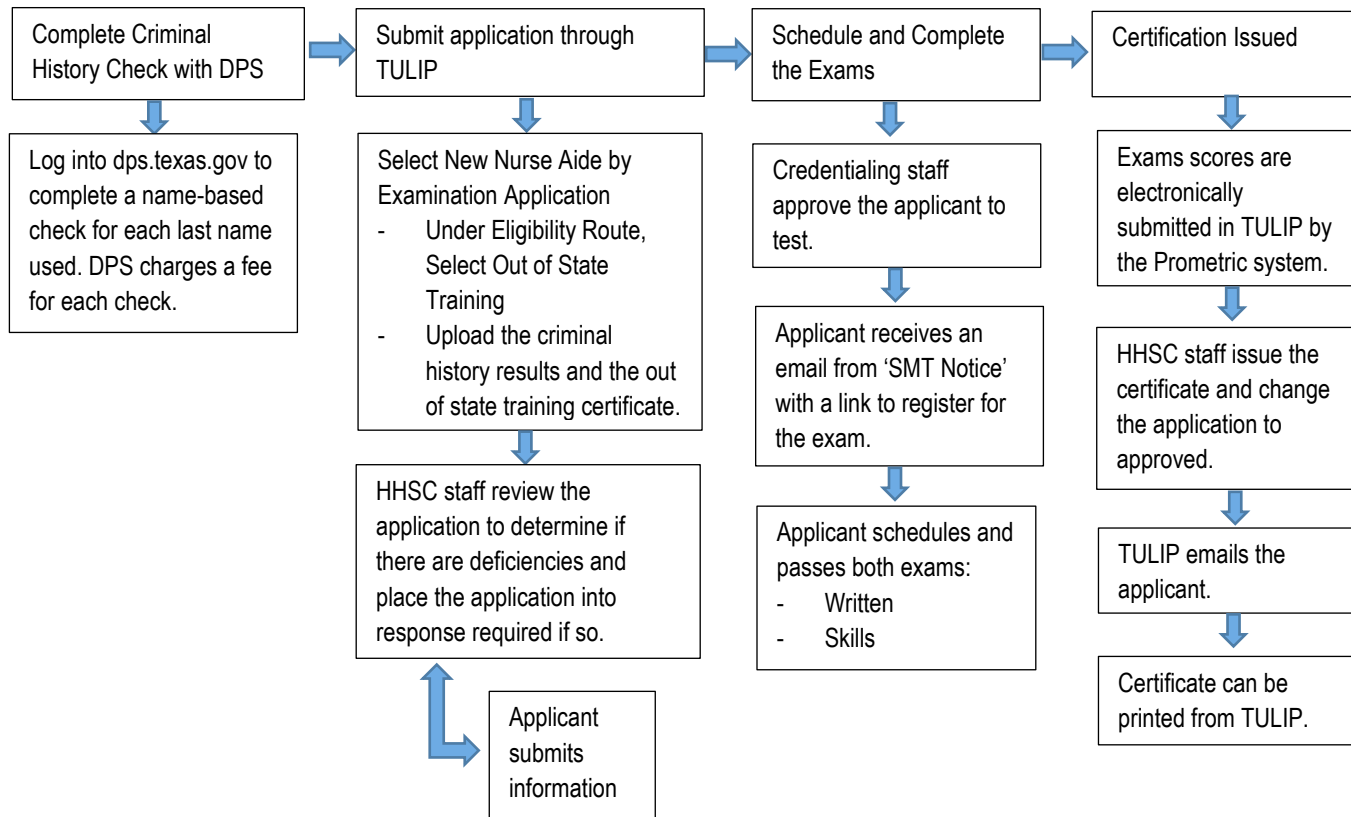 Complete Criminal
History Check with DPS
Log into dps.texas.gov to
complete a name-based
check for each last name
used. DPS charges a fee
for each check.
Submit application through
TULIP
Select New Nurse Aide by
Examination Application
- Under Eligibility Route,
Select Out of State
Training
- Upload the criminal
history results and the out
of state training certificate.
HHSC staff review the
application to determine if
there are deficiencies and
place the application into
response required if so.
Applicant
submits
information
Schedule and Complete
the Exams
Credentialing staff
approve the applicant to
test.
Applicant receives an
email from ‘SMT Notice’
with a link to register for
the exam.
Applicant schedules and
passes both exams:
- Written
- Skills
Certification Issued
Exams scores are
electronically
submitted in TULIP by
the Prometric system.
HHSC staff issue the
certificate and change
the application to
approved.
TULIP emails the
applicant.
Certificate can be
printed from TULIP.